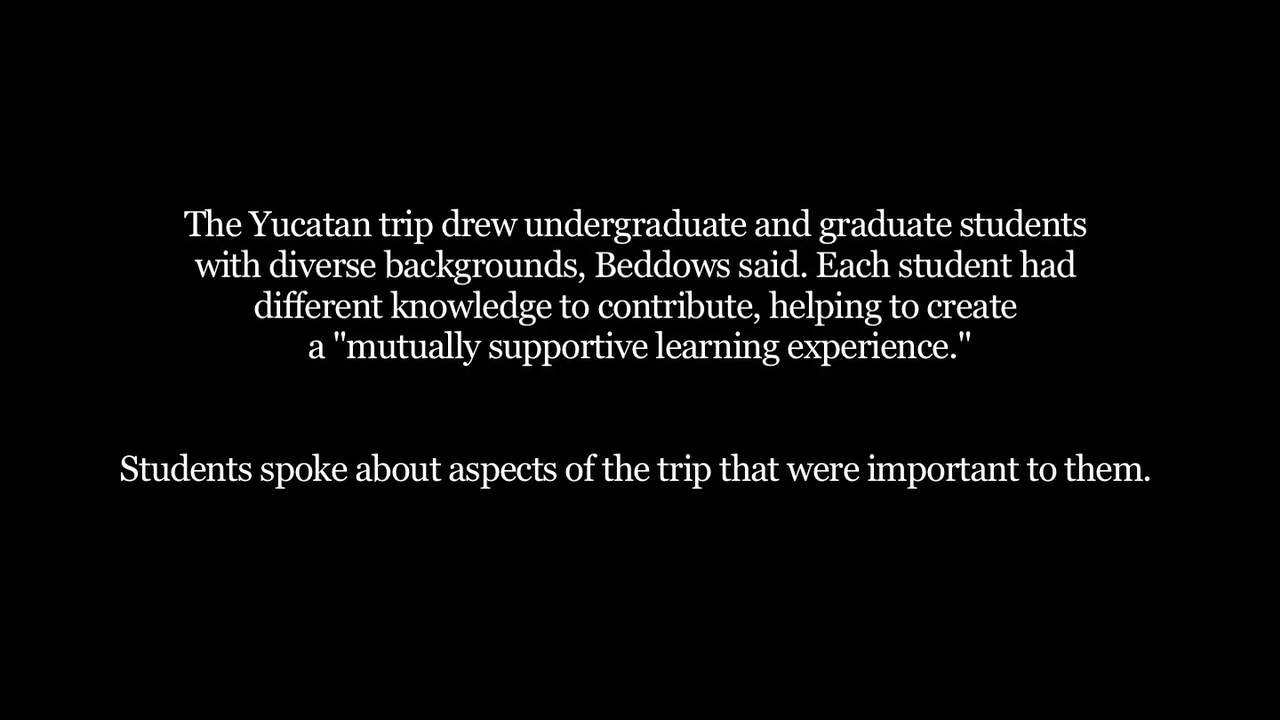 The Yucatan trip drew undergraduate and graduate students
with diverse backgrounds, Beddows said. Each student had
different knowledge to contribute, helping to create
a "mutually supportive learning experience."
Students spoke about aspects of the trip that were important to them.